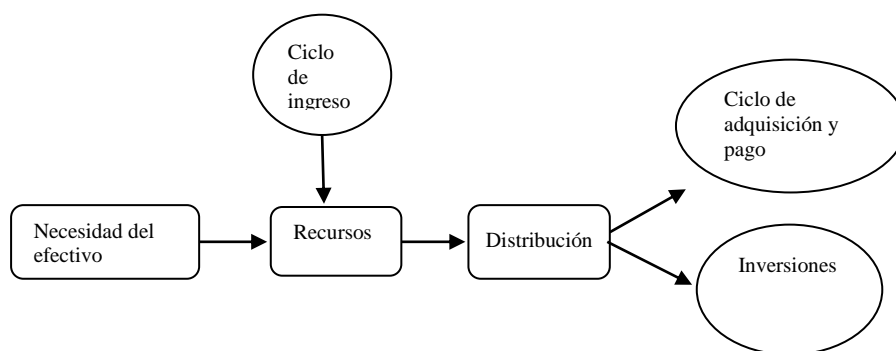 Ciclo
de
ingreso
Ciclo de
adquisición y
pago
Necesidad del
efectivo
Recursos
Distribución
Inversiones